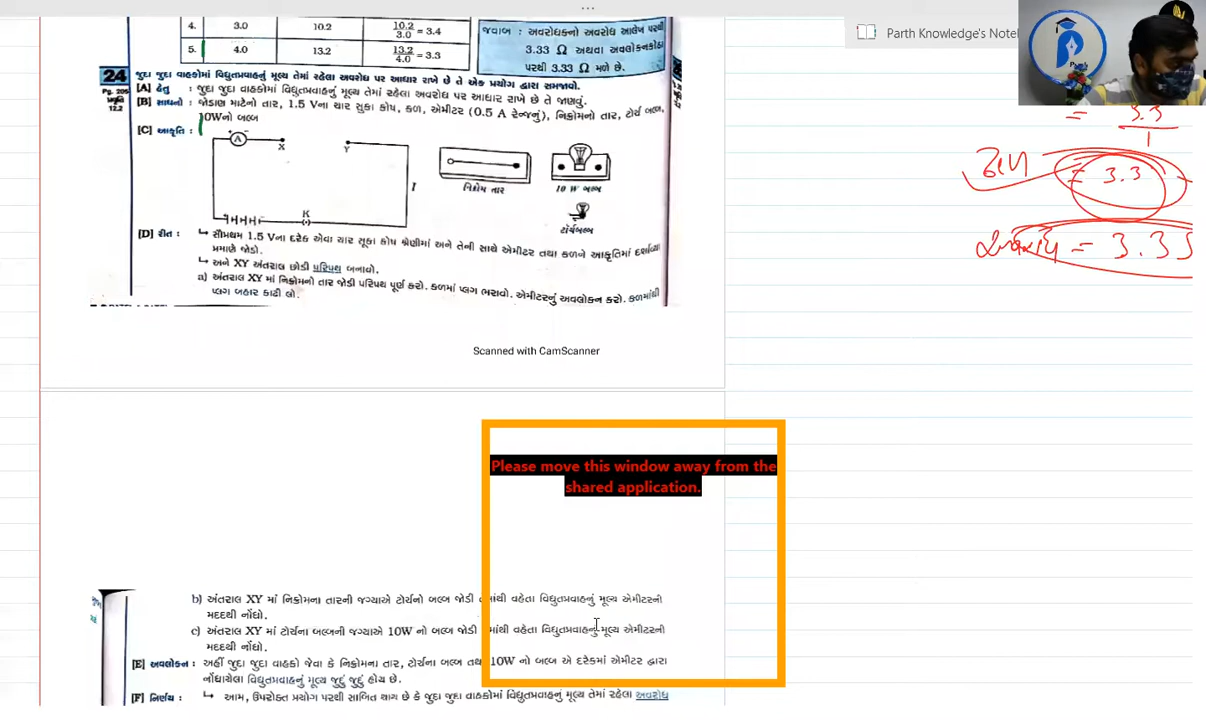 4. 3.0 10.2 10.2/3.0 = 3.4
5. 4.0 13.2 13.2/4.0 = 3.3
જવાબ : અવરોધકનો અવરોધ આલેખ પરથી
3.33 Ω અથવા અવલોકનકોઠા
પરથી 3.33 Ω મળે છે.
Parth Knowledge's Note
24 જુદા જુદા વાહકોમાં વિદ્યુતપ્રવાહનું મૂલ્ય તેમાં રહેલા અવરોધ પર આધાર રાખે છે તે એક પ્રયોગ દ્વારા સમજાવો.
Pg. 206
પ્રવૃત્તિ
12.2
[A] હેતુ : જુદા જુદા વાહકોમાં વિદ્યુતપ્રવાહનું મૂલ્ય તેમાં રહેલા અવરોધ પર આધાર રાખે છે તે જાણવું.
[B] સાધનો : જોડાણ માટેનો તાર, 1.5 Vના ચાર સુકા કોષ, કળ, એમીટર (0.5 A રેન્જનું), નિક્રોમનો તાર, ટોર્ચ બલ્બ,
10Wનો બલ્બ
[C] આકૃતિ :
A
X
Y
I
K
નિક્રોમ તાર
10 W બલ્બ
ટોર્ચબલ્બ
= 3.3
1
= 3.3
= 3.33
[D] રીત : ↳ સૌપ્રથમ 1.5 Vના દરેક એવા ચાર સૂકા કોષ શ્રેણીમાં અને તેની સાથે એમીટર તથા કળને આકૃતિમાં દર્શાવ્યા
પ્રમાણે જોડો.
↳ અને XY અંતરાલ છોડી પરિપથ બનાવો.
a) અંતરાલ XY માં નિક્રોમનો તાર જોડી પરિપથ પૂર્ણ કરો. કળમાં પ્લગ ભરાવો. એમીટરનું અવલોકન કરો. કળમાંથી
પ્લગ બહાર કાઢી લો.
Scanned with CamScanner
Please move this window away from the
shared application.
b) અંતરાલ XY માં નિક્રોમના તારની જગ્યાએ ટોર્ચનો બલ્બ જોડી તેમાંથી વહેતા વિદ્યુતપ્રવાહનું મૂલ્ય એમીટરની
મદદથી નોંધો.
c) અંતરાલ XY માં ટોર્ચના બલ્બની જગ્યાએ 10W નો બલ્બ જોડી તેમાંથી વહેતા વિદ્યુતપ્રવાહનું મૂલ્ય એમીટરની
મદદથી નોંધો.
[E] અવલોકન : અહીં જુદા જુદા વાહકો જેવા કે નિક્રોમના તાર, ટોર્ચના બલ્બ તથા 10W નો બલ્બ એ દરેકમાં એમીટર દ્વારા
નોંધાયેલા વિદ્યુતપ્રવાહનું મૂલ્ય જુદું જુદું હોય છે.
[F] નિર્ણય : ↳ આમ, ઉપરોક્ત પ્રયોગ પરથી સાબિત થાય છે કે જુદા જુદા વાહકોમાં વિદ્યુતપ્રવાહનું મૂલ્ય તેમાં રહેલા અવરોધ